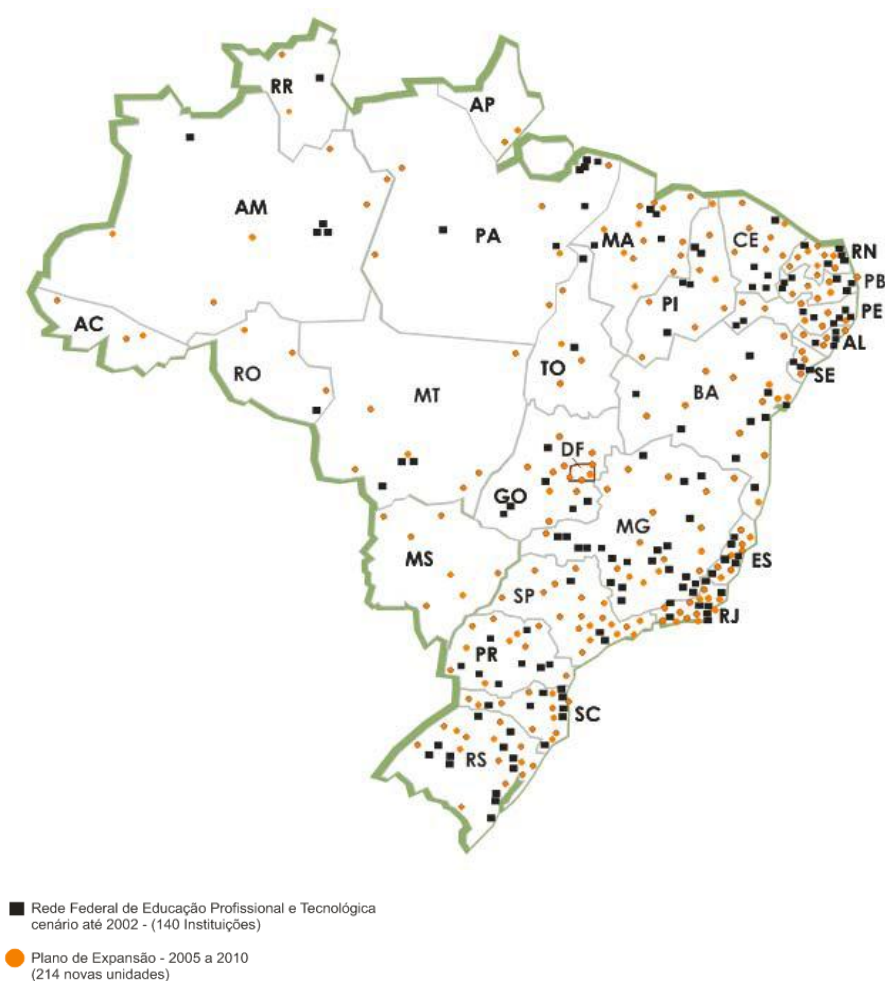 RR
AP
AM
PA
MA
CE
RN
PB
PI
PE
AC
AL
TO
RO
SE
MT
BA
DF
GO
MG
MS
ES
SP
RJ
PR
SC
RS
Rede Federal de Educação Profissional e Tecnológica
cenário até 2002 - (140 Instituições)
Plano de Expansão - 2005 a 2010
(214 novas unidades)